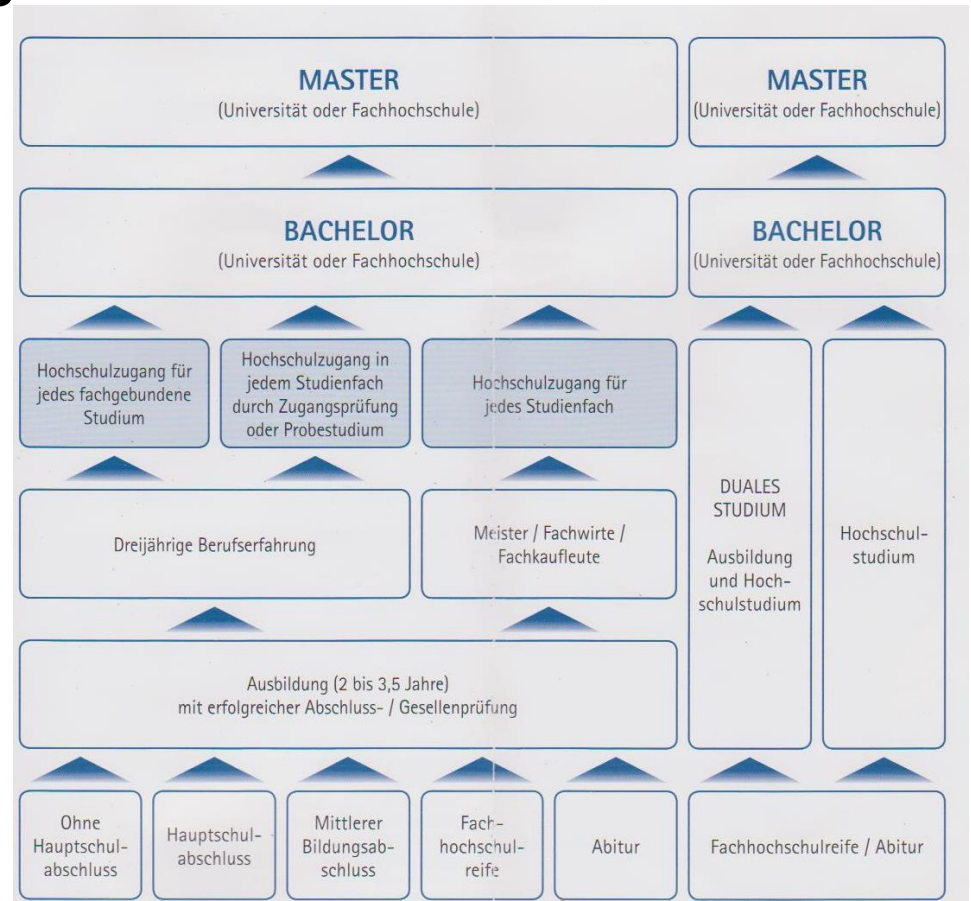 MASTER
(Universität oder Fachhochschule)
MASTER
(Universität oder Fachhochschule)
BACHELOR
(Universität oder Fachhochschule)
BACHELOR
(Universität oder Fachhochschule)
Hochschulzugang für
jedes fachgebundene
Studium
Hochschulzugang in
jedem Studienfach
durch Zugangsprüfung
oder Probestudium
Hochschulzugang für
jedes Studienfach
Dreijährige Berufserfahrung
Meister / Fachwirte /
Fachkaufleute
DUALES
STUDIUM
Ausbildung
und Hoch-
schulstudium
Hochschul-
studium
Ausbildung (2 bis 3,5 Jahre)
mit erfolgreicher Abschluss- / Gesellenprüfung
Ohne
Hauptschul-
abschluss
Hauptschul-
abschluss
Mittlerer
Bildungsab-
schluss
Fach-
hochschul-
reife
Abitur
Fachhochschulreife / Abitur